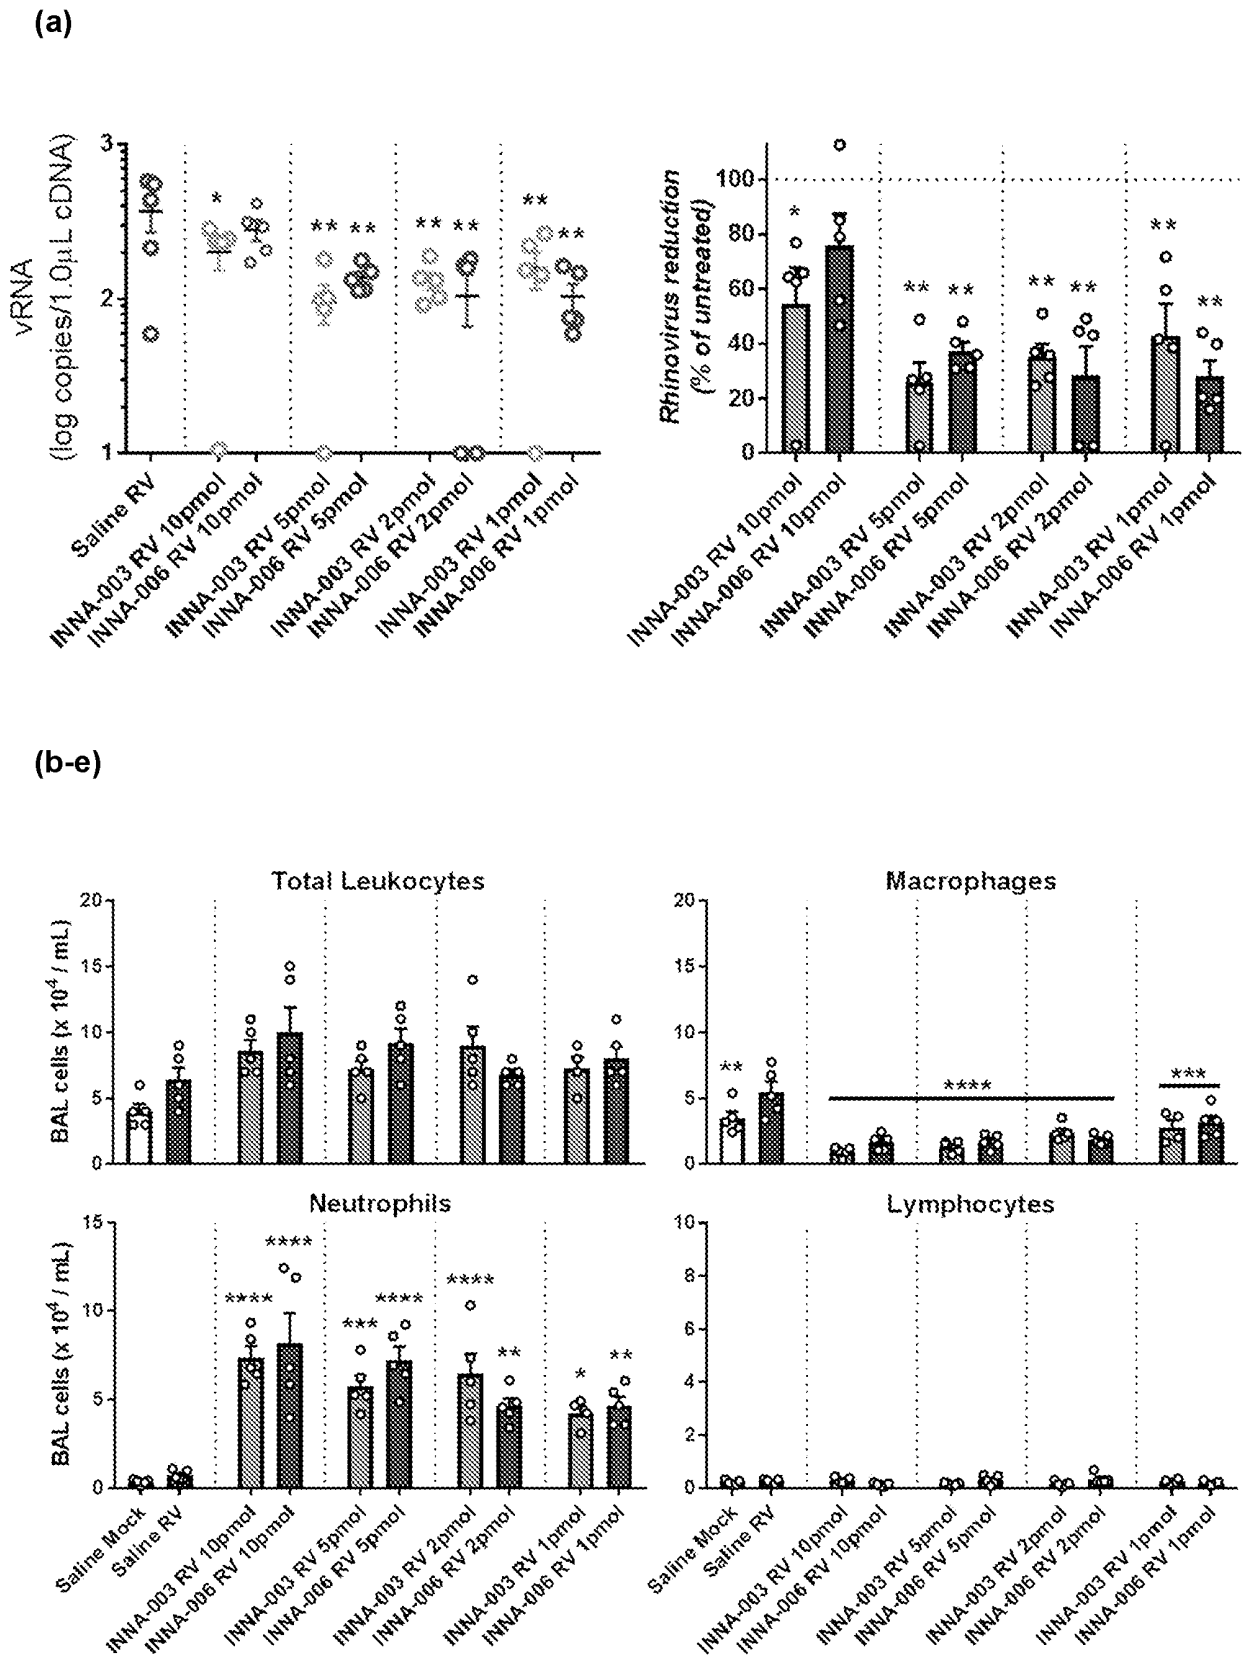 (a)
vRNA
(log copies/1.0µL cDNA)
3
2
1
*
** **
** **
**
**
Saline RV
INNA-003 RV 10pmol
INNA-006 RV 10pmol
INNA-003 RV 5pmol
INNA-006 RV 5pmol
INNA-003 RV 2pmol
INNA-006 RV 2pmol
INNA-003 RV 1pmol
INNA-006 RV 1pmol
Rhinovirus reduction
(% of untreated)
100
80
60
40
20
0
*
** **
** **
**
**
INNA-003 RV 10pmol
INNA-006 RV 10pmol
INNA-003 RV 5pmol
INNA-006 RV 5pmol
INNA-003 RV 2pmol
INNA-006 RV 2pmol
INNA-003 RV 1pmol
INNA-006 RV 1pmol
(b-e)
Total Leukocytes
BAL cells (x 10⁴ / mL)
20
15
10
5
0
Macrophages
20
15
10
5
0
**
****
***
Neutrophils
BAL cells (x 10⁴ / mL)
15
10
5
0
****
****
***
****
****
**
*
**
Saline Mock
Saline RV
INNA-003 RV 10pmol
INNA-006 RV 10pmol
INNA-003 RV 5pmol
INNA-006 RV 5pmol
INNA-003 RV 2pmol
INNA-006 RV 2pmol
INNA-003 RV 1pmol
INNA-006 RV 1pmol
Lymphocytes
10
8
6
4
2
0
Saline Mock
Saline RV
INNA-003 RV 10pmol
INNA-006 RV 10pmol
INNA-003 RV 5pmol
INNA-006 RV 5pmol
INNA-003 RV 2pmol
INNA-006 RV 2pmol
INNA-003 RV 1pmol
INNA-006 RV 1pmol